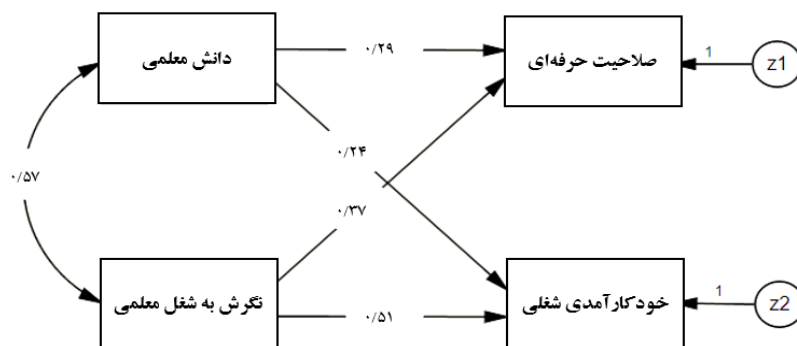 دانش معلمی
۰/۲۹
صلاحیت حرفه‌ای
1
z1
۰/۲۴
۰/۵۷
۰/۳۷
نگرش به شغل معلمی
۰/۵۱
خودکارآمدی شغلی
1
z2